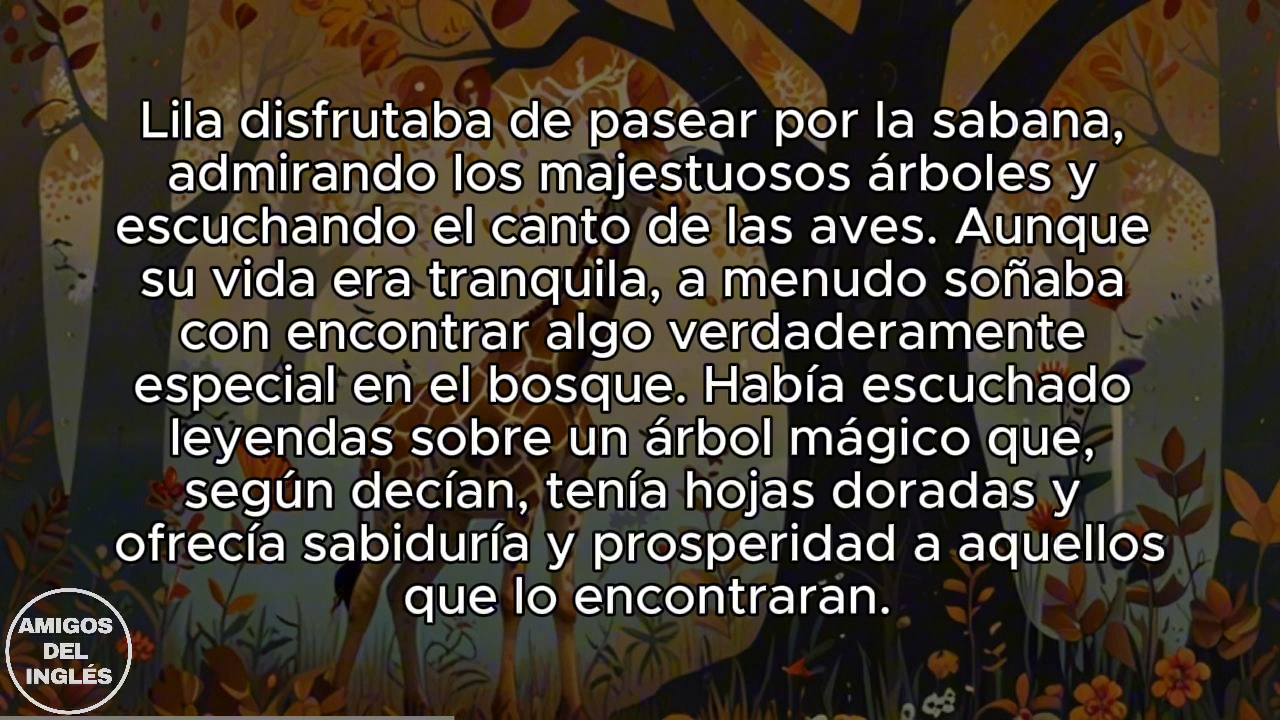 Lila disfrutaba de pasear por la sabana,
admirando los majestuosos árboles y
escuchando el canto de las aves. Aunque
su vida era tranquila, a menudo soñaba
con encontrar algo verdaderamente
especial en el bosque. Había escuchado
leyendas sobre un árbol mágico que,
según decían, tenía hojas doradas y
ofrecía sabiduría y prosperidad a aquellos
que lo encontraran.
AMIGOS
DEL
INGLÉS